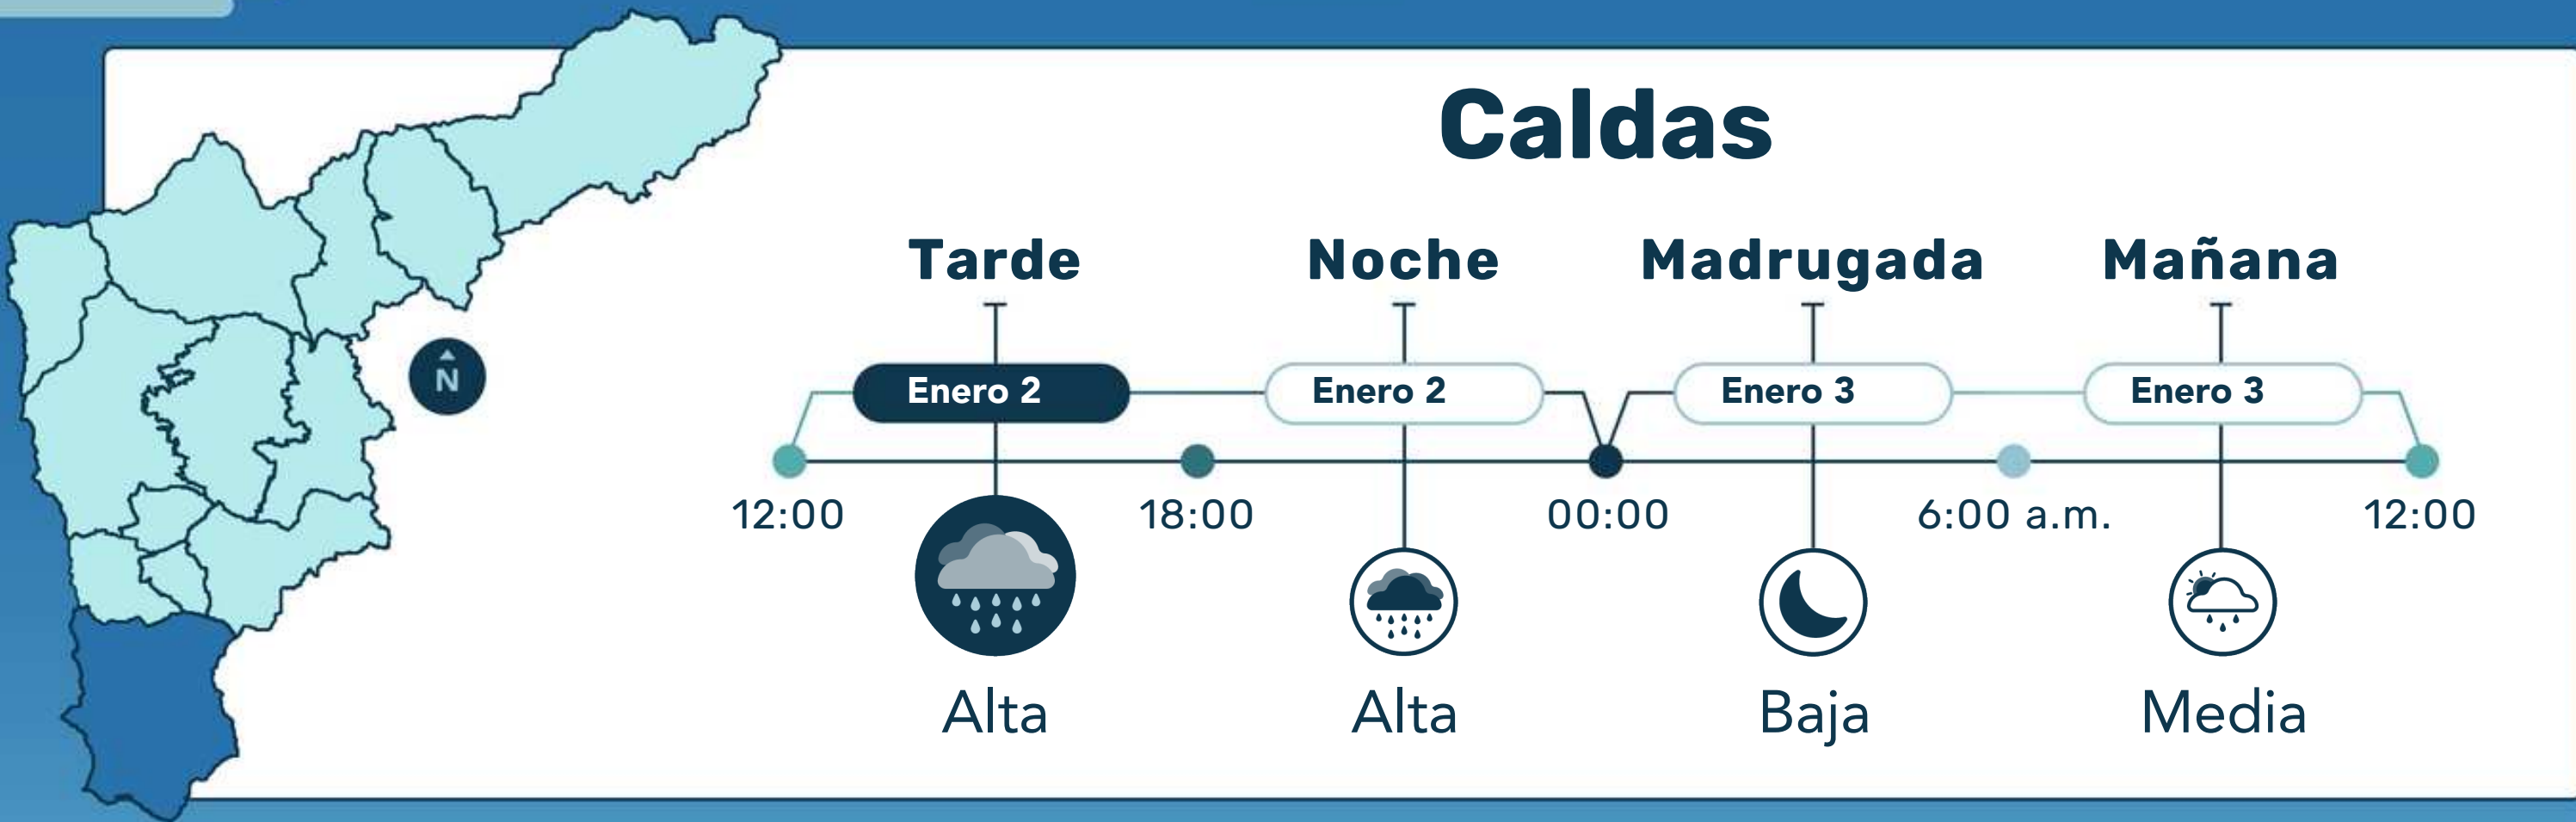 Caldas
Tarde Noche Madrugada Mañana
Enero 2 Enero 2 Enero 3 Enero 3
N
12:00 18:00 00:00 6:00 a.m. 12:00
Alta Alta Baja Media